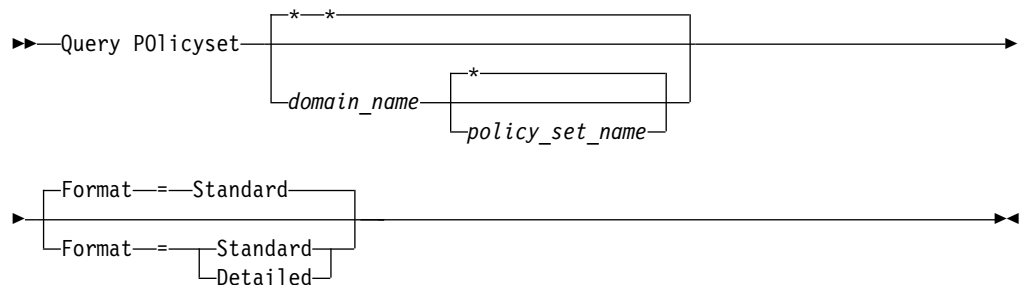 * *
Query POlicyset
*
domain_name
policy_set_name
Format = Standard
Format = Standard
Detailed